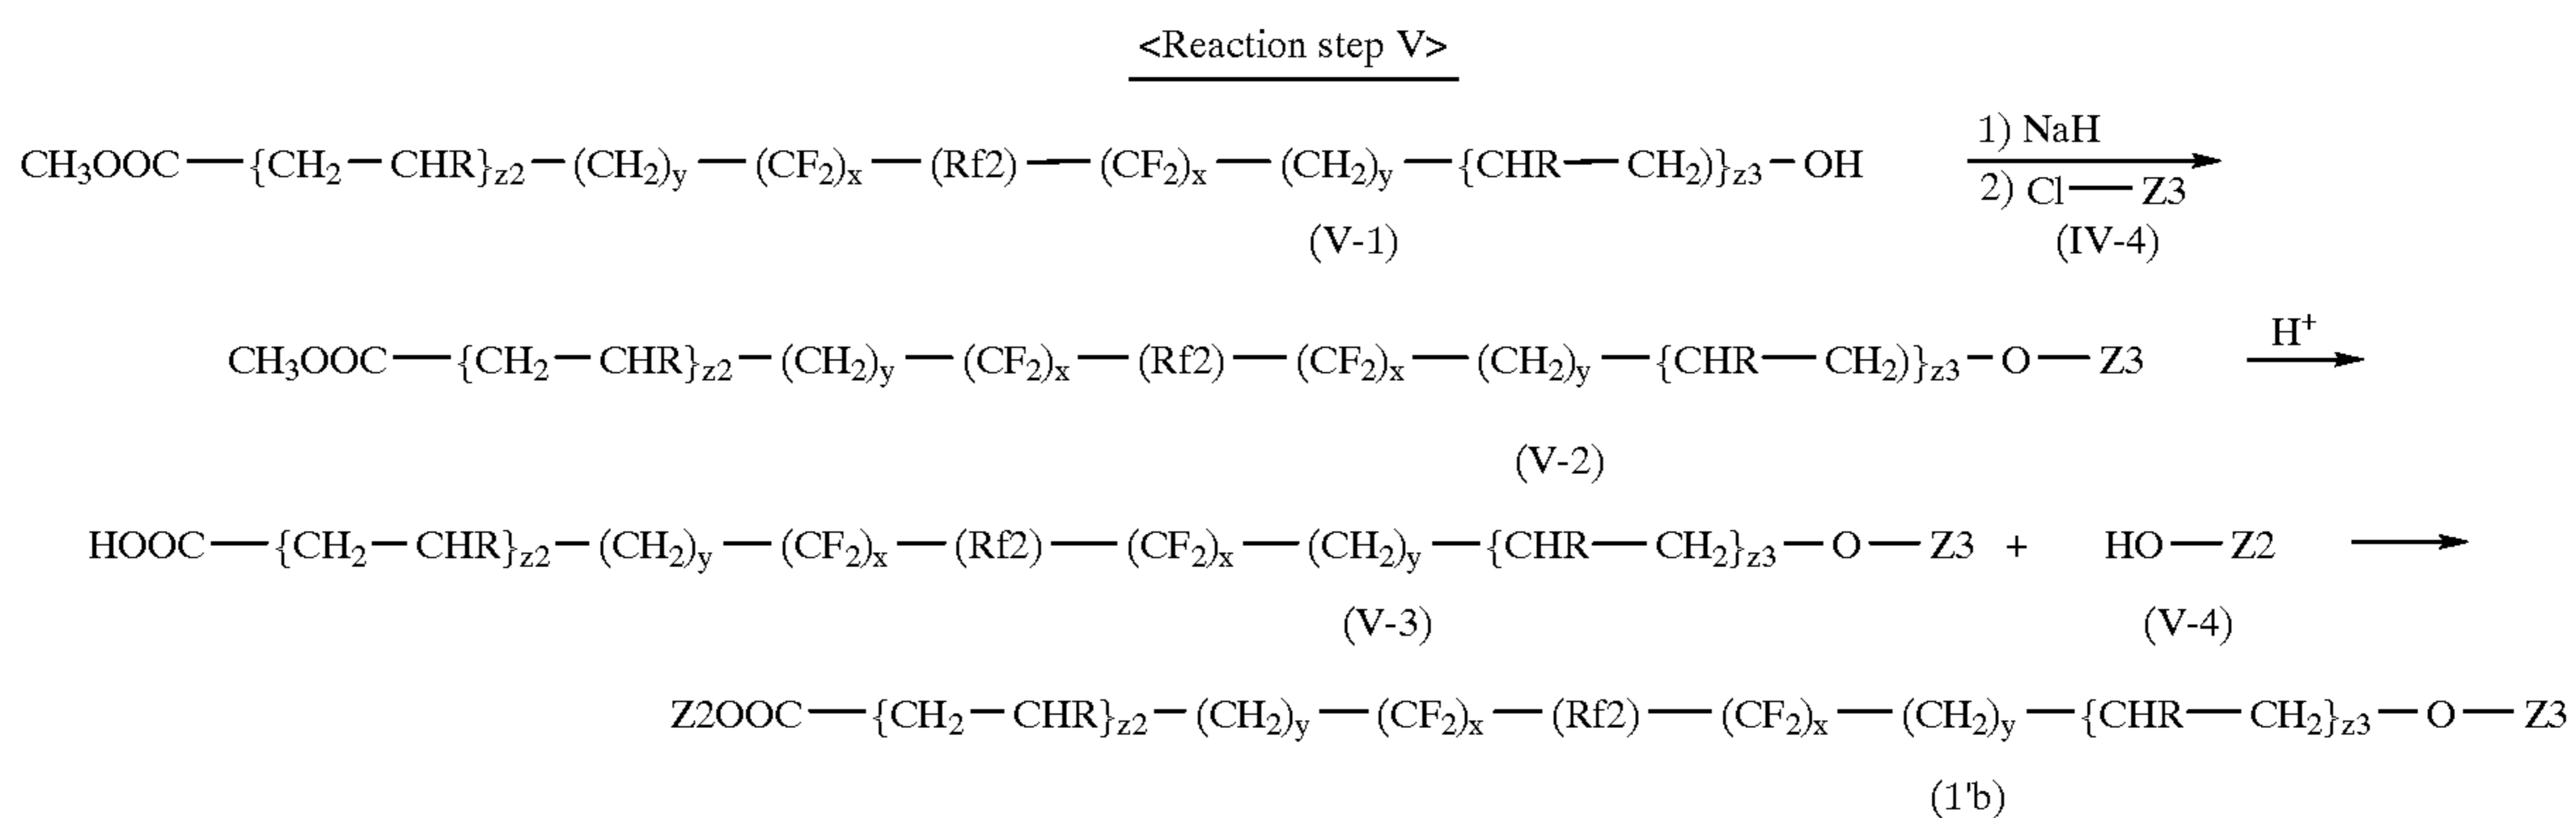 <Reaction step V>
CH₃OOC—{CH₂—CHR}z2—(CH₂)y—(CF₂)x—(Rf2)—(CF₂)x—(CH₂)y—{CHR—CH₂)}z3—OH 1) NaH
2) Cl—Z3
(V-1) (IV-4)
CH₃OOC—{CH₂—CHR}z2—(CH₂)y—(CF₂)x—(Rf2)—(CF₂)x—(CH₂)y—{CHR—CH₂)}z3—O—Z3 H⁺
(V-2)
HOOC—{CH₂—CHR}z2—(CH₂)y—(CF₂)x—(Rf2)—(CF₂)x—(CH₂)y—{CHR—CH₂}z3—O—Z3 + HO—Z2 ⟶
(V-3) (V-4)
Z2OOC—{CH₂—CHR}z2—(CH₂)y—(CF₂)x—(Rf2)—(CF₂)x—(CH₂)y—{CHR—CH₂}z3—O—Z3
(1'b)